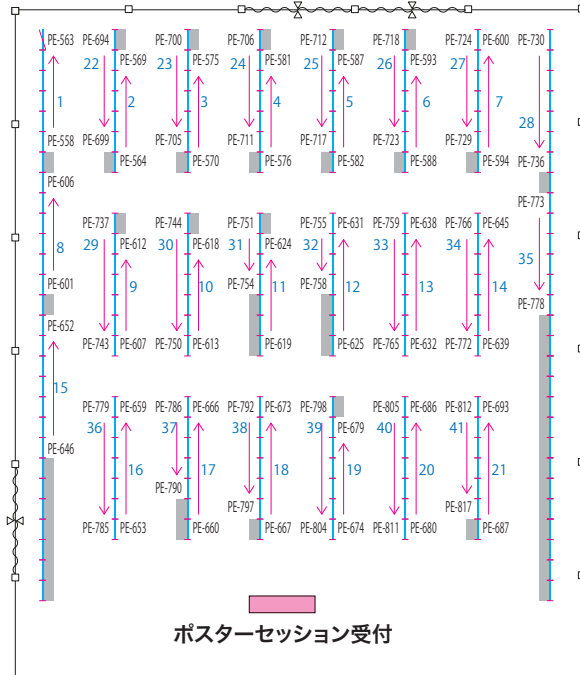 PE-563 PE-694 PE-700 PE-706 PE-712 PE-718 PE-724 PE-600 PE-730
22 PE-569 23 PE-575 24 PE-581 25 PE-587 26 PE-593 27
1 2 3 4 5 6 7 28
PE-558 PE-699 PE-705 PE-711 PE-717 PE-723 PE-729
PE-564 PE-570 PE-576 PE-582 PE-588 PE-594 PE-736
PE-606 PE-773
PE-737 PE-744 PE-751 PE-755 PE-631 PE-759 PE-638 PE-766 PE-645
8 29 PE-612 30 PE-618 31 PE-624 32 33 34 35
PE-601 9 10 PE-754 11 PE-758 12 13 14 PE-778
PE-652
PE-743 PE-607 PE-750 PE-613 PE-619 PE-625 PE-765 PE-632 PE-772 PE-639
15
PE-779 PE-659 PE-786 PE-666 PE-792 PE-673 PE-798 PE-805 PE-686 PE-812 PE-693
36 37 38 39 PE-679 40 41
PE-646
16 17 18 19 20 21
PE-790 PE-797 PE-817
PE-785 PE-653 PE-660 PE-667 PE-804 PE-674 PE-811 PE-680 PE-687
ポスターセッション受付